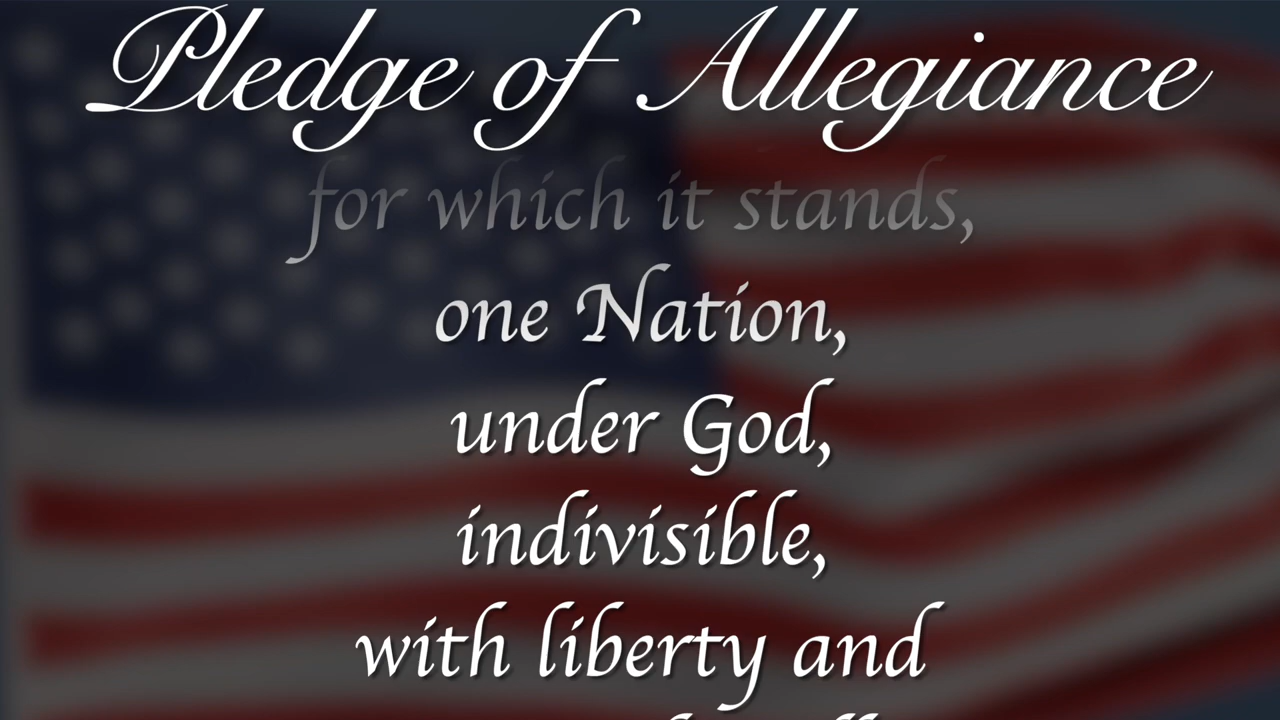 Pledge of Allegiance
for which it stands,
one Nation,
under God,
indivisible,
with liberty and